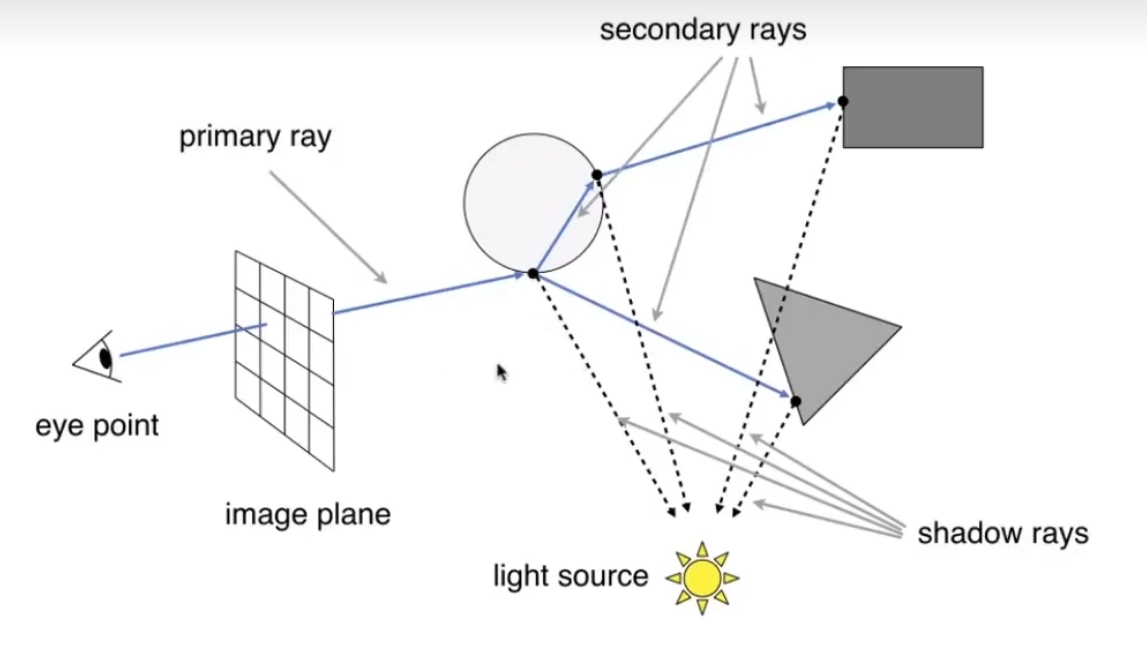 secondary rays
primary ray
eye point
image plane
shadow rays
light source